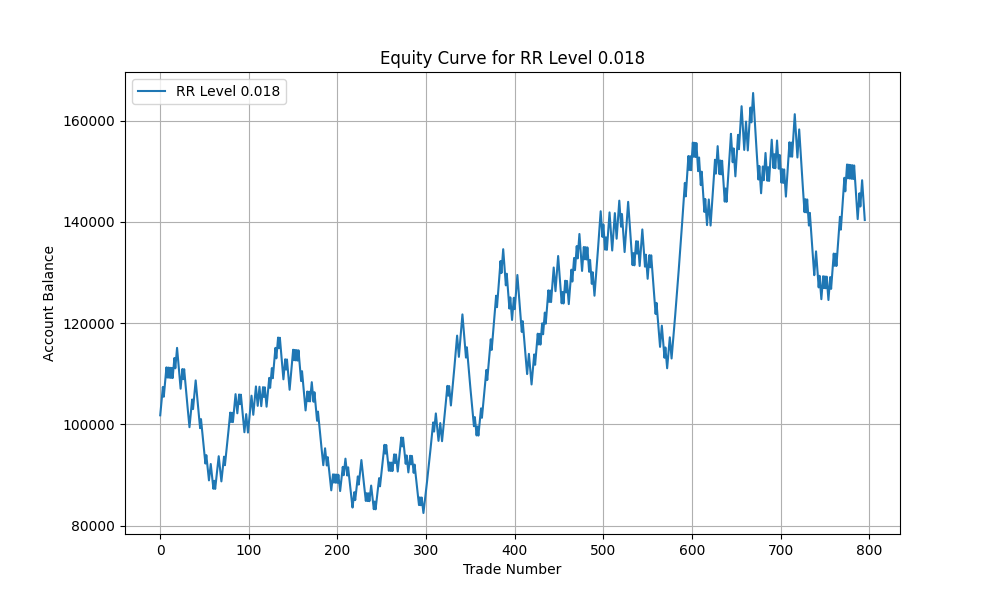 Equity Curve for RR Level 0.018
RR Level 0.018
160000
140000
120000
100000
80000
Account Balance
0 100 200 300 400 500 600 700 800
Trade Number